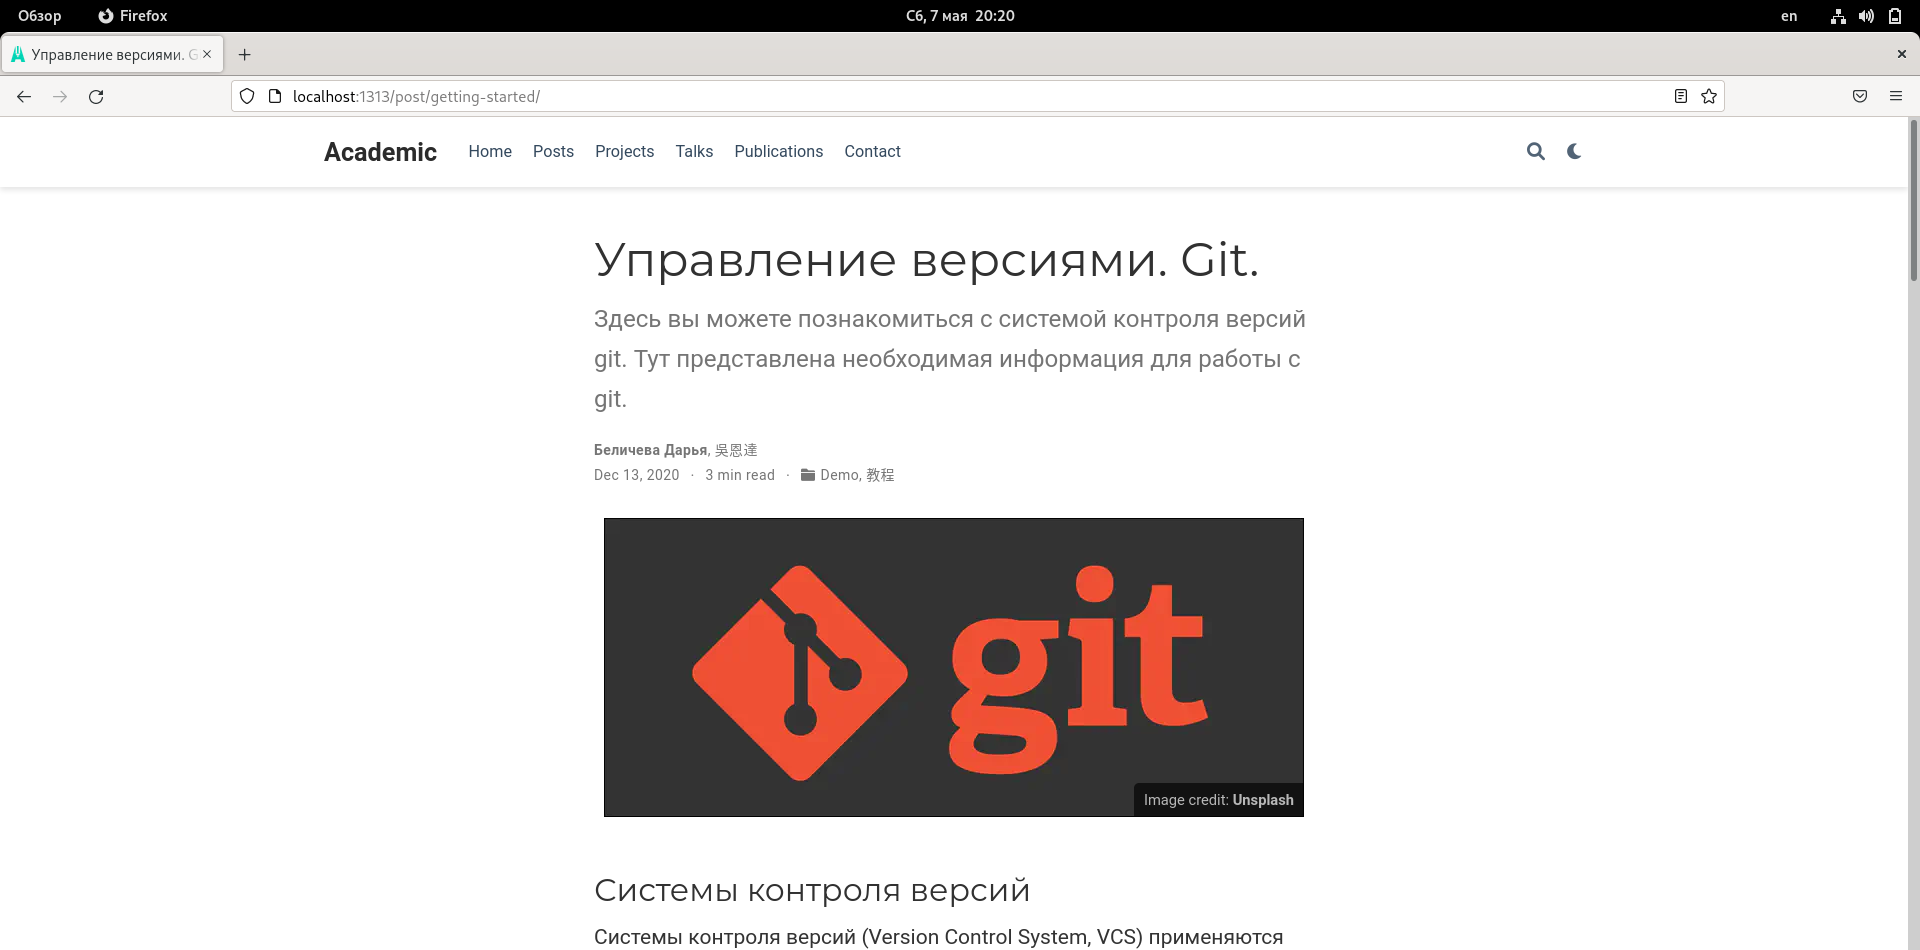 Обзор Firefox Сб, 7 мая 20:20 en
Управление версиями. G
localhost:1313/post/getting-started/
Academic Home Posts Projects Talks Publications Contact
Управление версиями. Git.
Здесь вы можете познакомиться с системой контроля версий
git. Тут представлена необходимая информация для работы с
git.
Беличева Дарья, 吳恩達
Dec 13, 2020 · 3 min read · Demo, 教程
git
Image credit: Unsplash
Системы контроля версий
Системы контроля версий (Version Control System, VCS) применяются